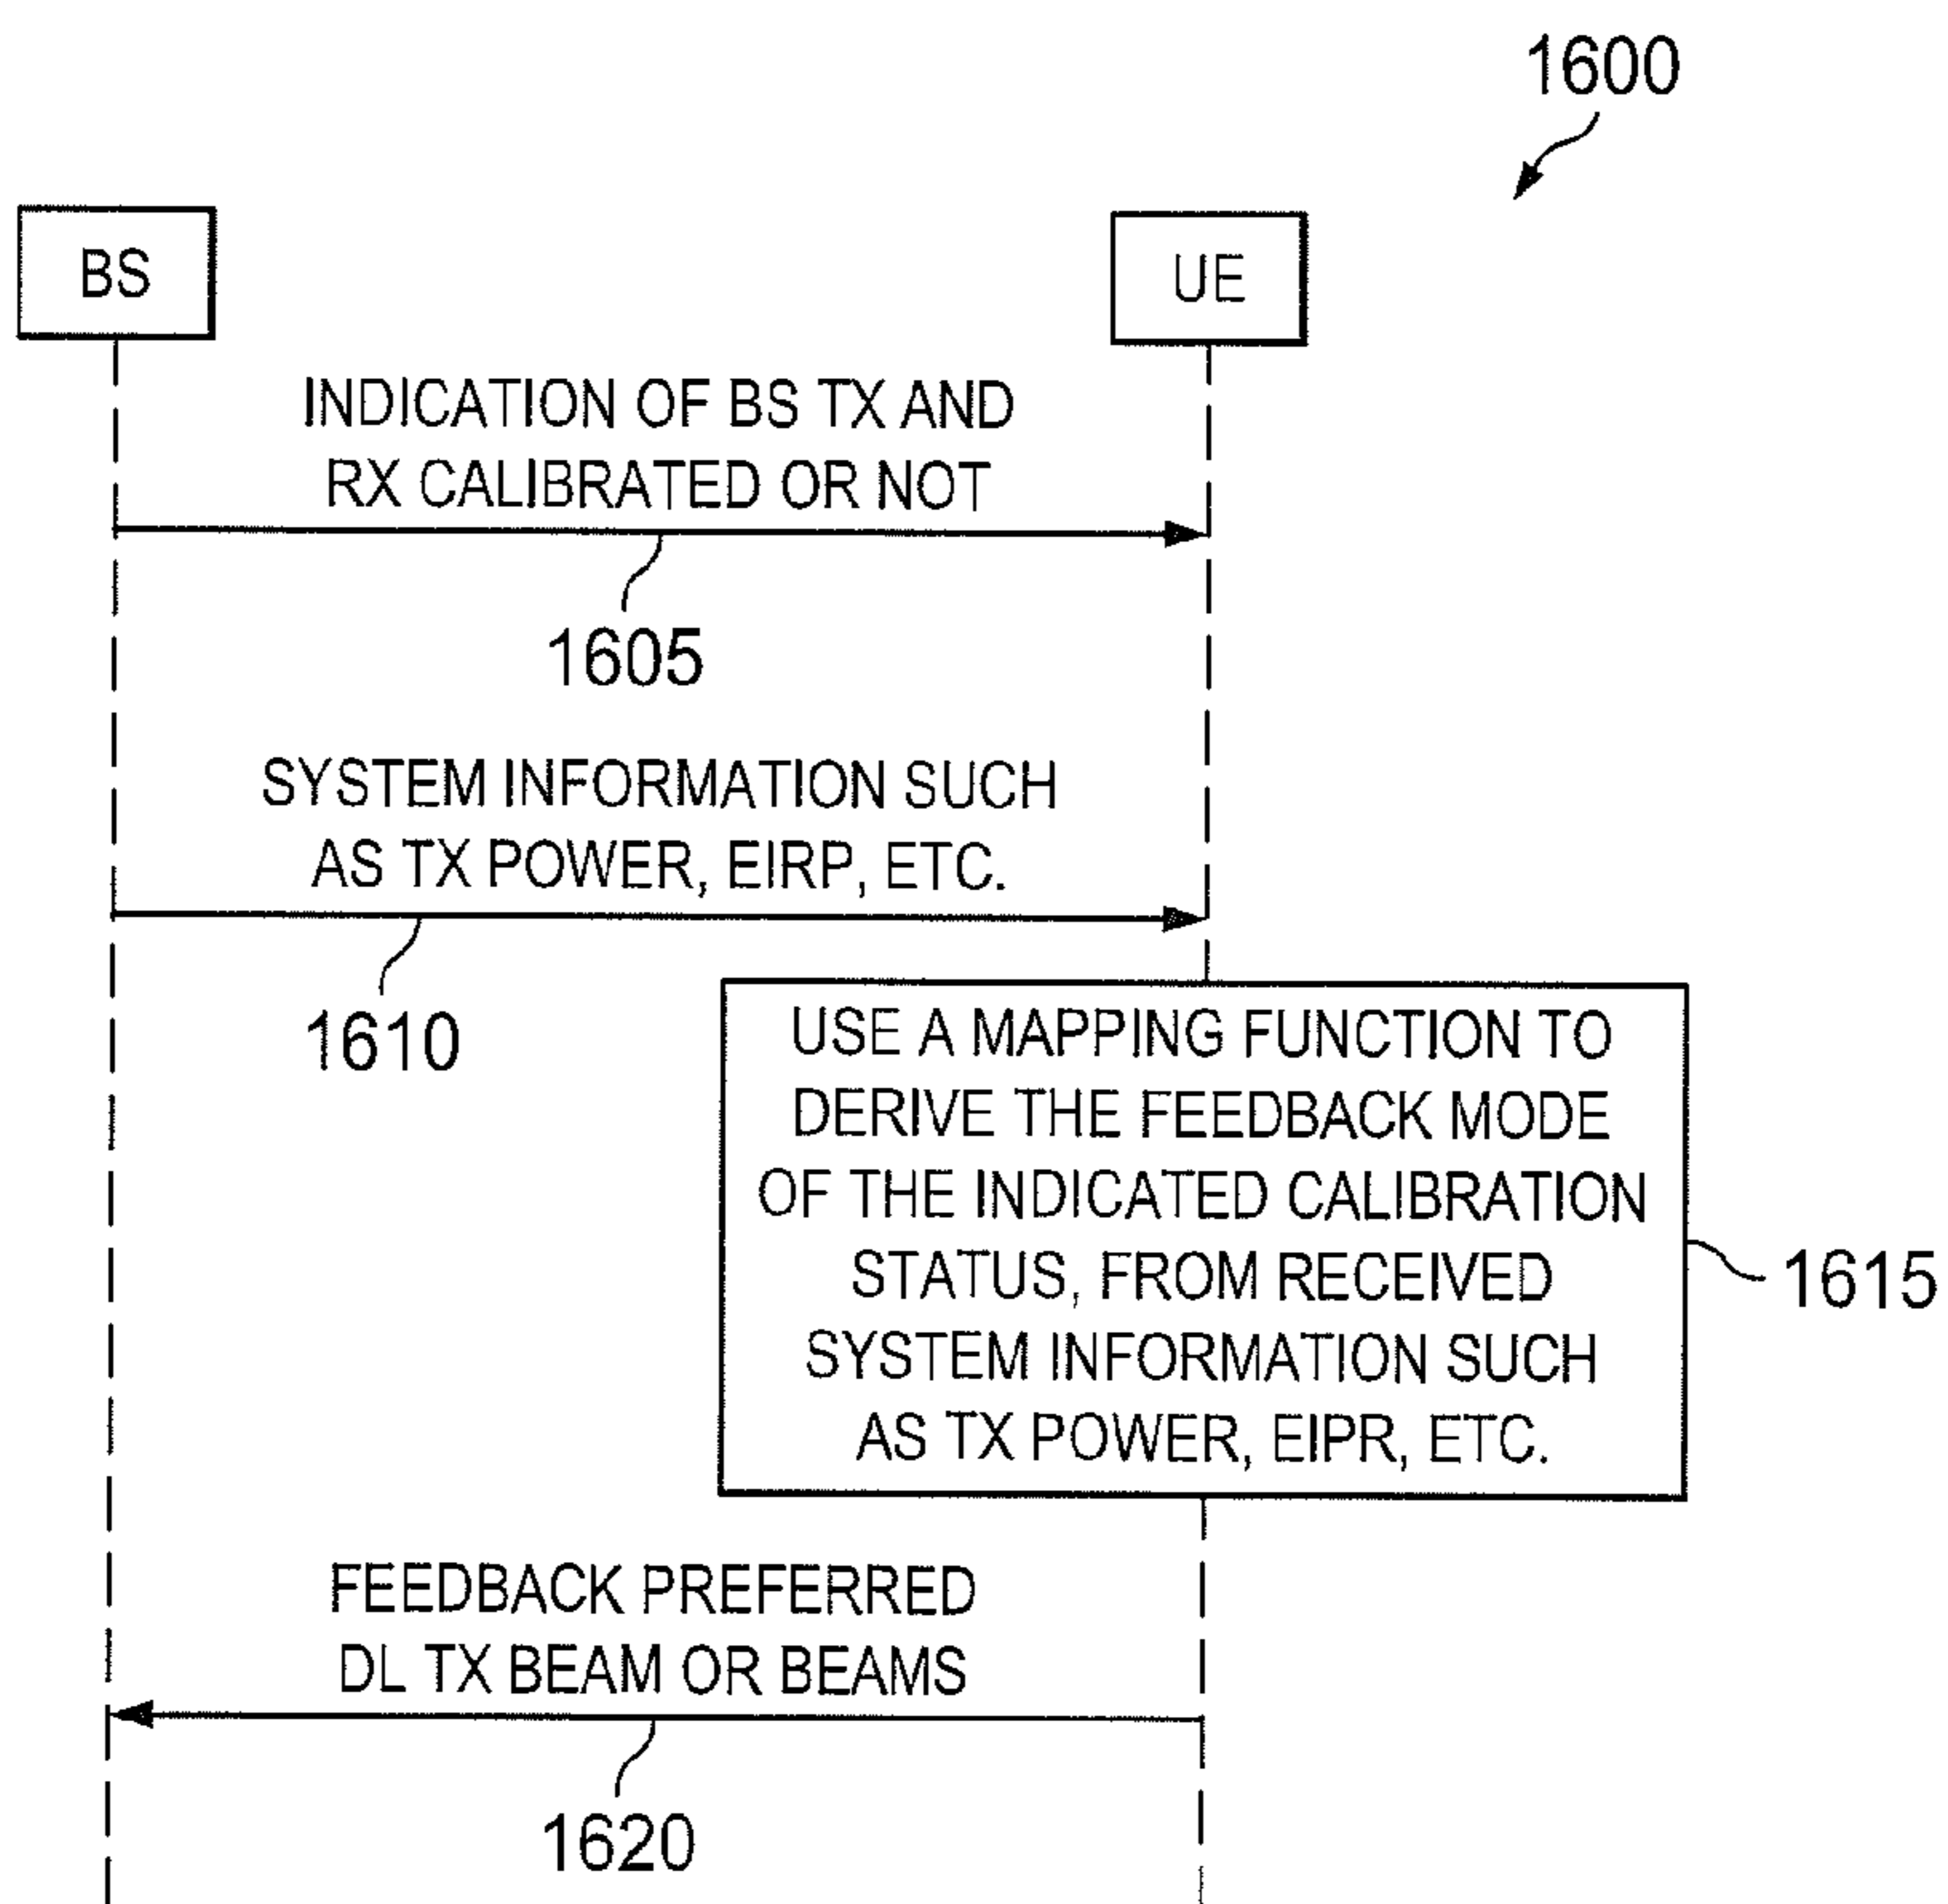 1600
BS
UE
INDICATION OF BS TX AND
RX CALIBRATED OR NOT
1605
SYSTEM INFORMATION SUCH
AS TX POWER, EIRP, ETC.
1610
USE A MAPPING FUNCTION TO
DERIVE THE FEEDBACK MODE
OF THE INDICATED CALIBRATION
STATUS, FROM RECEIVED
SYSTEM INFORMATION SUCH
AS TX POWER, EIPR, ETC.
1615
FEEDBACK PREFERRED
DL TX BEAM OR BEAMS
1620